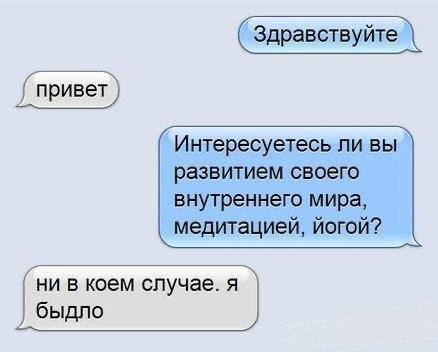 Здравствуйте
привет
Интересуетесь ли вы
развитием своего
внутреннего мира,
медитацией, йогой?
ни в коем случае. я
быдло